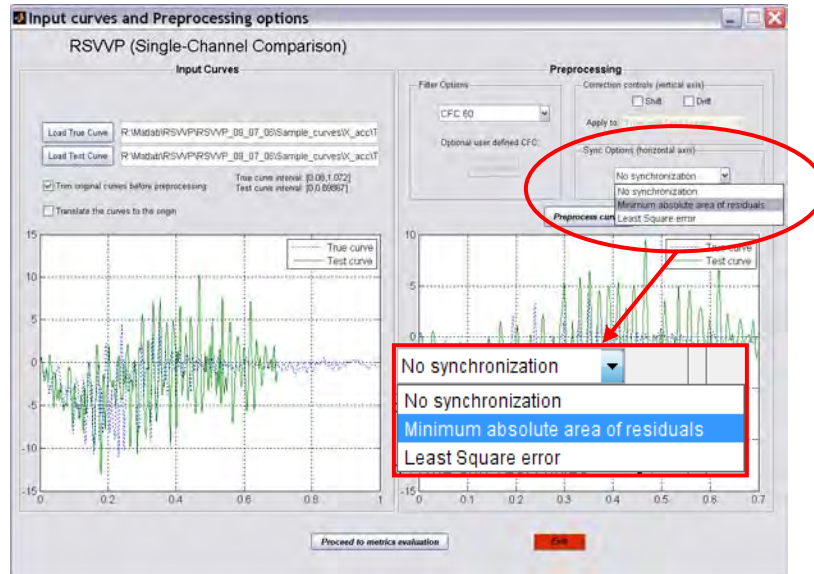 Input curves and Preprocessing options
RSVVP (Single-Channel Comparison)
Input Curves
Load True Curve
R:\Matlab\RSVVP\RSVVP_09_07_08\Sample_curves\X_acc\T
Load Test Curve
R:\Matlab\RSVVP\RSVVP_09_07_08\Sample_curves\X_acc\T
Trim original curves before preprocessing
True curve interval: [0.08,1.072]
Test curve interval: [0,0.69667]
Translate the curves to the origin
Preprocessing
Filter Options
CFC 60
Optional user defined CFC:
Correction controls (vertical axis)
Shift
Drift
Apply to:
Sync Options (horizontal axis)
No synchronization
No synchronization
Minimum absolute area of residuals
Least Square error
Preprocess
True curve
Test curve
15
10
5
0
-5
-10
-15
0
0.2
0.4
0.6
0.8
1
True curve
Test curve
10
5
0
-15
0
0.1
0.2
0.3
0.4
0.5
0.6
0.7
No synchronization
No synchronization
Minimum absolute area of residuals
Least Square error
Proceed to metrics evaluation
Exit